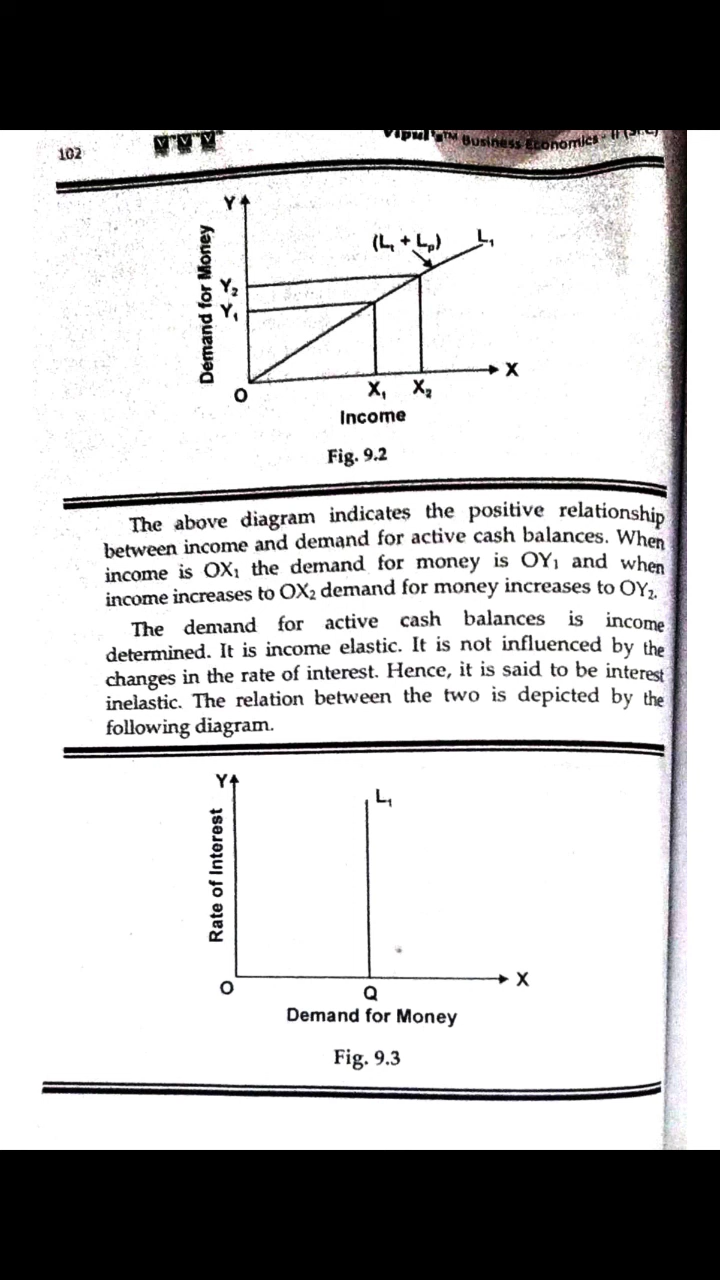 102
Vipul's™ Business Economics - II
Y
Demand for Money
(Lt + Lp)
L1
Y2
Y1
O
X1
X2
X
Income
Fig. 9.2
The above diagram indicates the positive relationship
between income and demand for active cash balances. When
income is OX1 the demand for money is OY1 and when
income increases to OX2 demand for money increases to OY2.
The demand for active cash balances is income
determined. It is income elastic. It is not influenced by the
changes in the rate of interest. Hence, it is said to be interest
inelastic. The relation between the two is depicted by the
following diagram.
Y
L1
Rate of Interest
O
Q
X
Demand for Money
Fig. 9.3